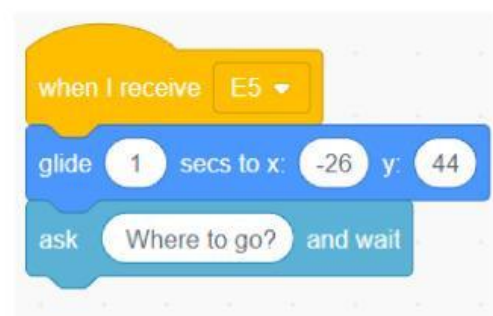 when I receive E5
glide 1 secs to x: -26 y: 44
ask Where to go? and wait